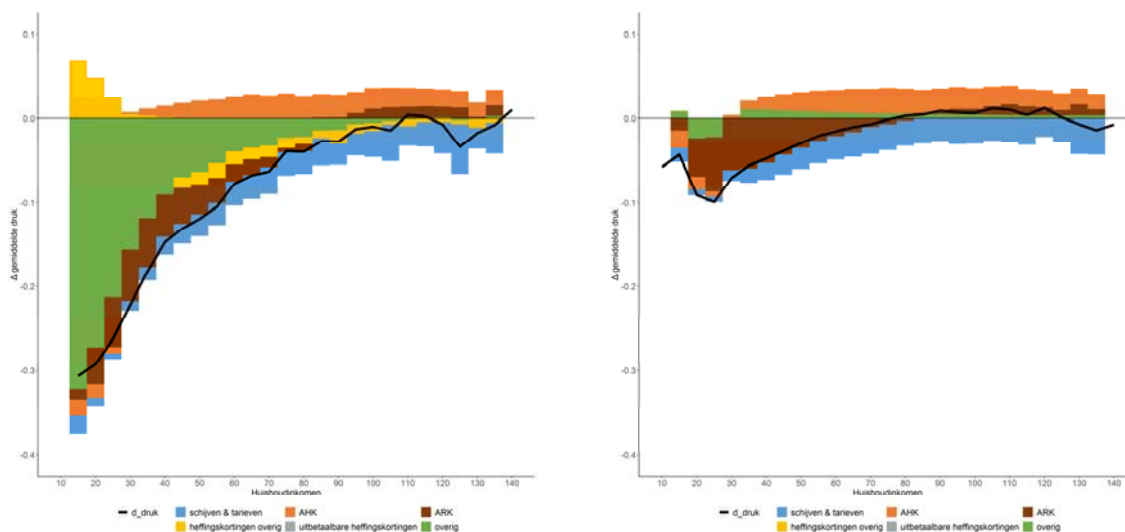 0.1
0.0
-0.1
-0.2
-0.3
-0.4
Δ gemiddelde druk
10 20 30 40 50 60 70 80 90 100 110 120 130 140
Huishoudinkomen
d_druk schijven & tarieven AHK ARK
heffingskortingen overig uitbetaalbare heffingskortingen overig
0.1
0.0
-0.1
-0.2
-0.3
-0.4
Δ gemiddelde druk
10 20 30 40 50 60 70 80 90 100 110 120 130 140
Huishoudinkomen
d_druk schijven & tarieven AHK ARK
heffingskortingen overig uitbetaalbare heffingskortingen overig